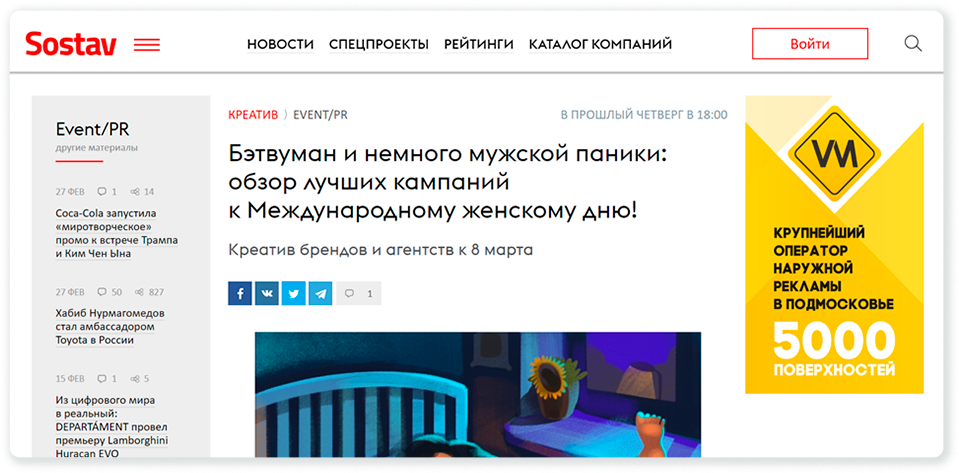 Sostav
НОВОСТИ СПЕЦПРОЕКТЫ РЕЙТИНГИ КАТАЛОГ КОМПАНИЙ
Войти
Event/PR
другие материалы
27 ФЕВ 1 14
Coca-Cola запустила
«миротворческое»
промо к встрече Трампа
и Ким Чен Ына
27 ФЕВ 50 827
Хабиб Нурмагомедов
стал амбассадором
Toyota в России
15 ФЕВ 1 5
Из цифрового мира
в реальный:
DEPARTÁMENT провел
премьеру Lamborghini
Huracan EVO
КРЕАТИВ ⟩ EVENT/PR
В ПРОШЛЫЙ ЧЕТВЕРГ В 18:00
Бэтвуман и немного мужской паники:
обзор лучших кампаний
к Международному женскому дню!
Креатив брендов и агентств к 8 марта
1
VM
КРУПНЕЙШИЙ
ОПЕРАТОР
НАРУЖНОЙ
РЕКЛАМЫ
В ПОДМОСКОВЬЕ
5000
ПОВЕРХНОСТЕЙ